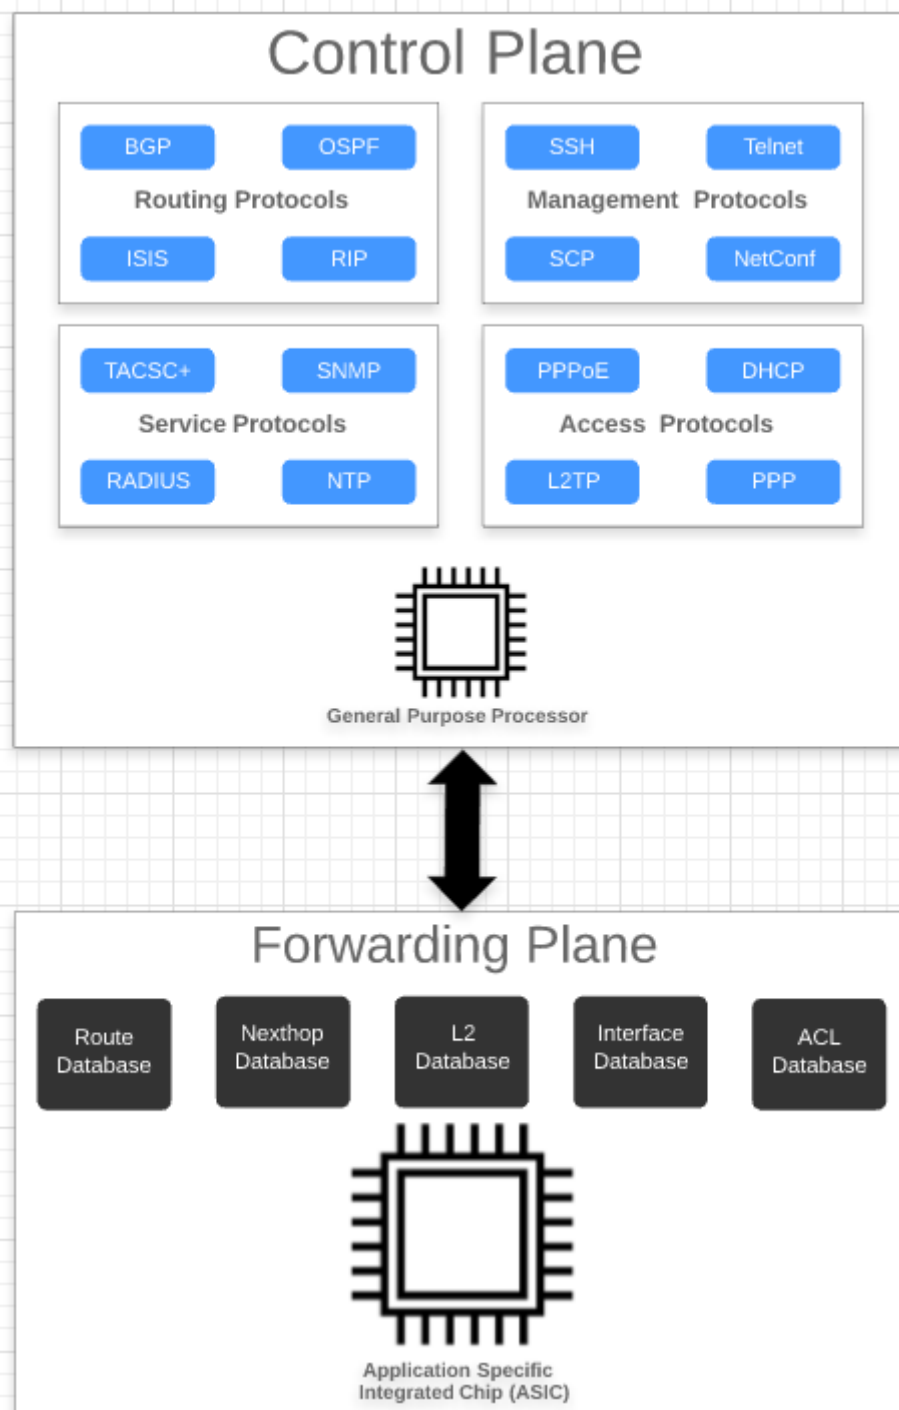 Control Plane
BGP OSPF
Routing Protocols
ISIS RIP
SSH Telnet
Management Protocols
SCP NetConf
TACSC+ SNMP
Service Protocols
RADIUS NTP
PPPoE DHCP
Access Protocols
L2TP PPP
General Purpose Processor
Forwarding Plane
Route
Database
Nexthop
Database
L2
Database
Interface
Database
ACL
Database
Application Specific
Integrated Chip (ASIC)